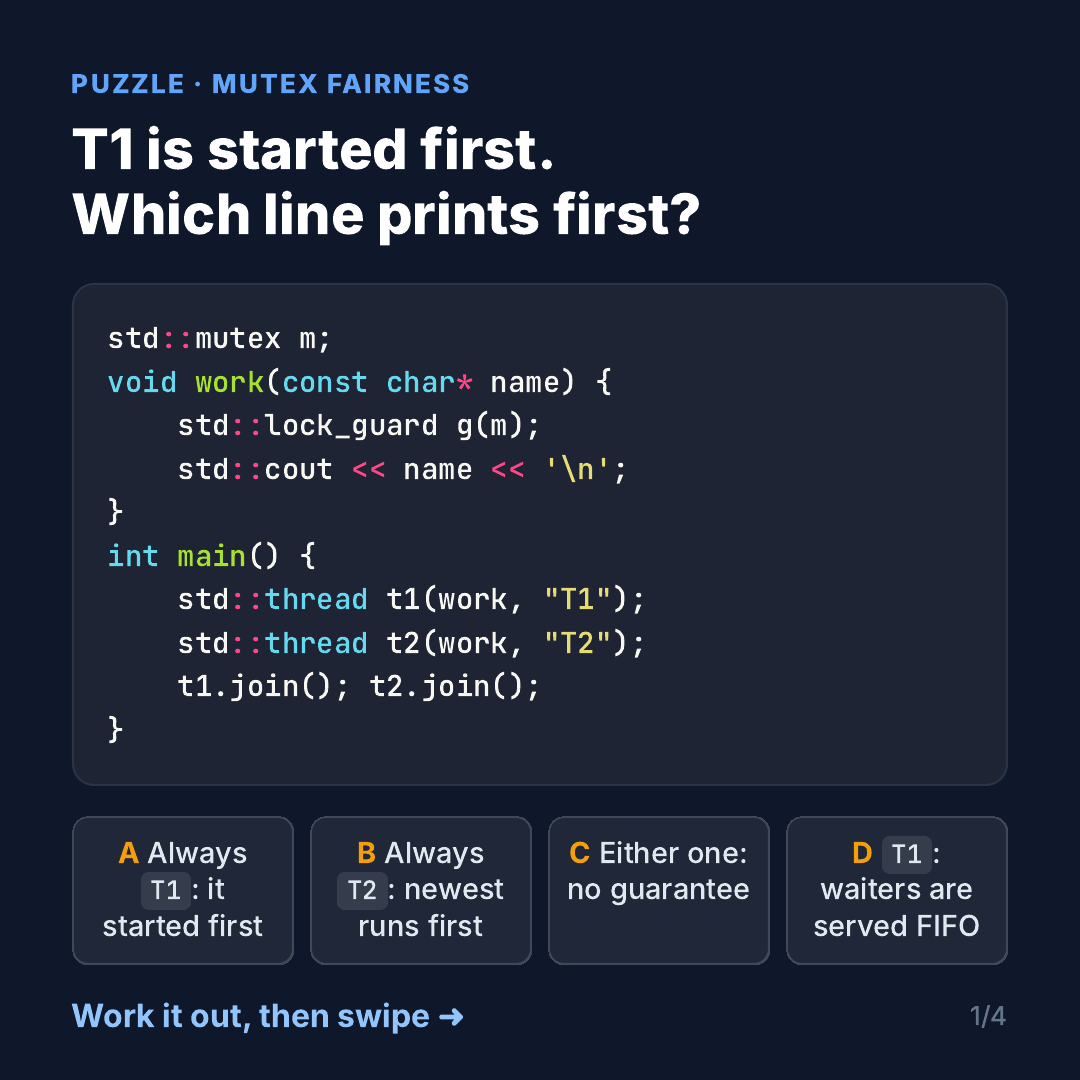 PUZZLE · MUTEX FAIRNESS
T1 is started first.
Which line prints first?
std::mutex m;
void work(const char* name) {
    std::lock_guard g(m);
    std::cout << name << '\n';
}
int main() {
    std::thread t1(work, "T1");
    std::thread t2(work, "T2");
    t1.join(); t2.join();
}
A Always
T1: it
started first
B Always
T2: newest
runs first
C Either one:
no guarantee
D T1:
waiters are
served FIFO
Work it out, then swipe ➜
1/4